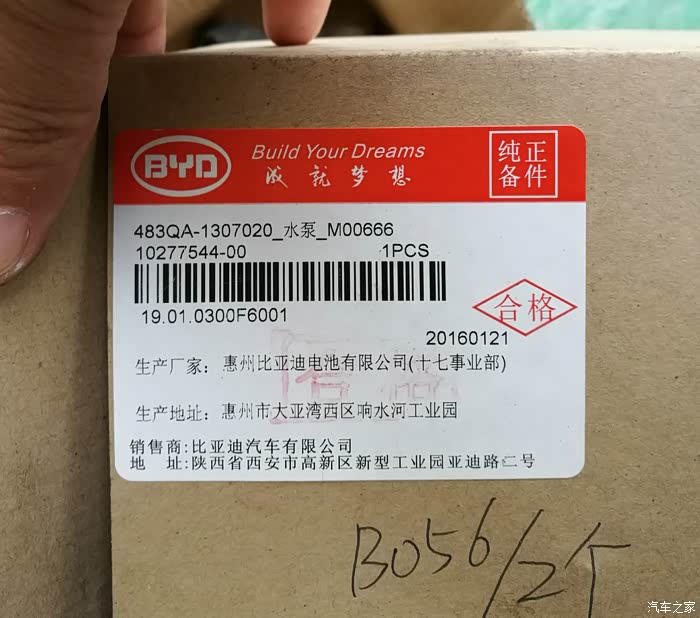 BYD
Build Your Dreams
成就梦想
纯正
备件
483QA-1307020_水泵_M00666
10277544-00 1PCS
19.01.0300F6001
合格
20160121
生产厂家：惠州比亚迪电池有限公司(十七事业部)
生产地址：惠州市大亚湾西区响水河工业园
销售商:比亚迪汽车有限公司
地 址:陕西省西安市高新区新型工业园亚迪路二号
B056/2个
汽车之家